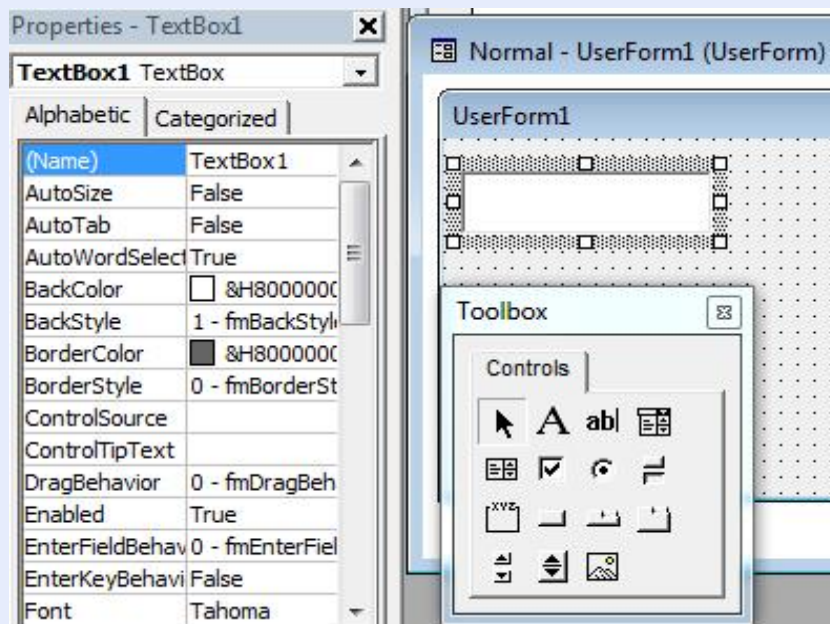 Properties - TextBox1
TextBox1 TextBox
Alphabetic Categorized
(Name) TextBox1
AutoSize False
AutoTab False
AutoWordSelect True
BackColor &H8000000
BackStyle 1 - fmBackStyl
BorderColor &H8000000
BorderStyle 0 - fmBorderSt
ControlSource
ControlTipText
DragBehavior 0 - fmDragBeh
Enabled True
EnterFieldBehav 0 - fmEnterFiel
EnterKeyBehavi False
Font Tahoma
Normal - UserForm1 (UserForm)
UserForm1
Toolbox
Controls
A ab
XYZ